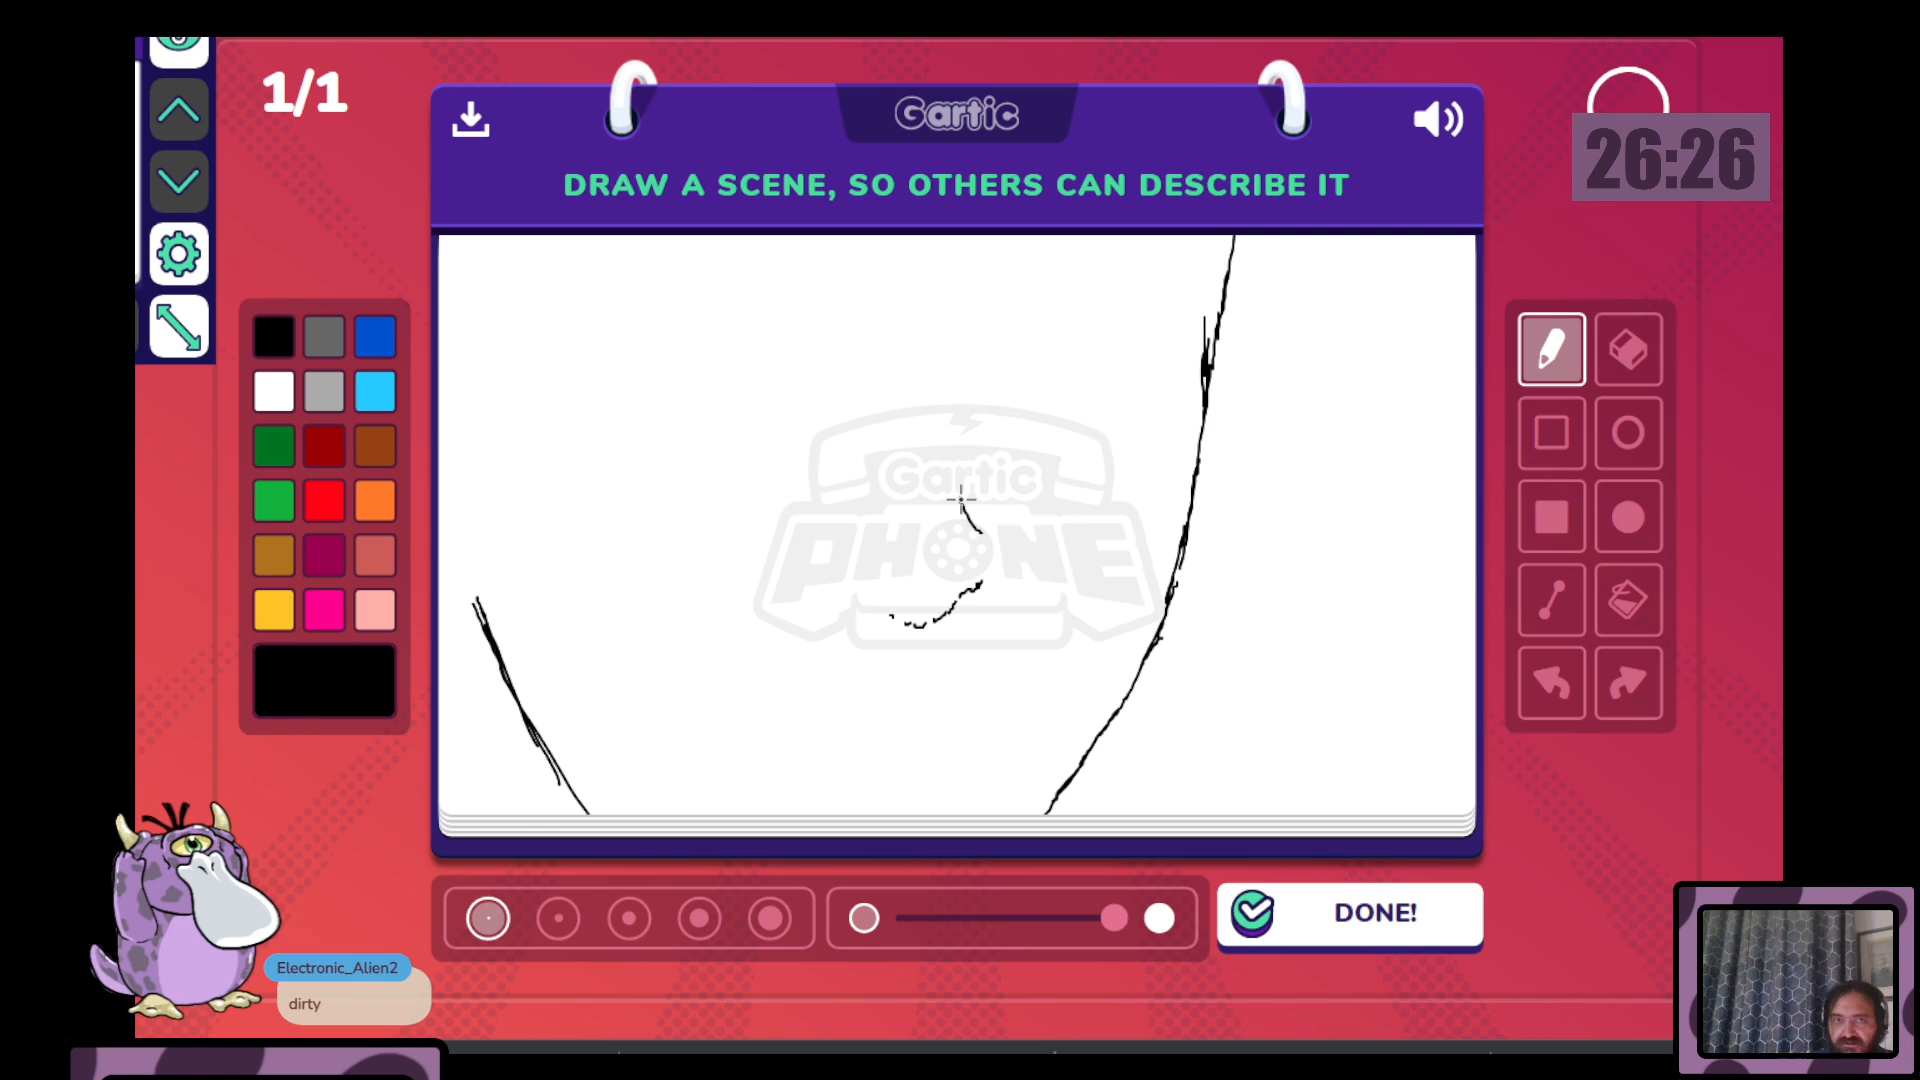 1/1
Gartic
26:26
DRAW A SCENE, SO OTHERS CAN DESCRIBE IT
Gartic
PHONE
DONE!
Electronic_Alien2
dirty